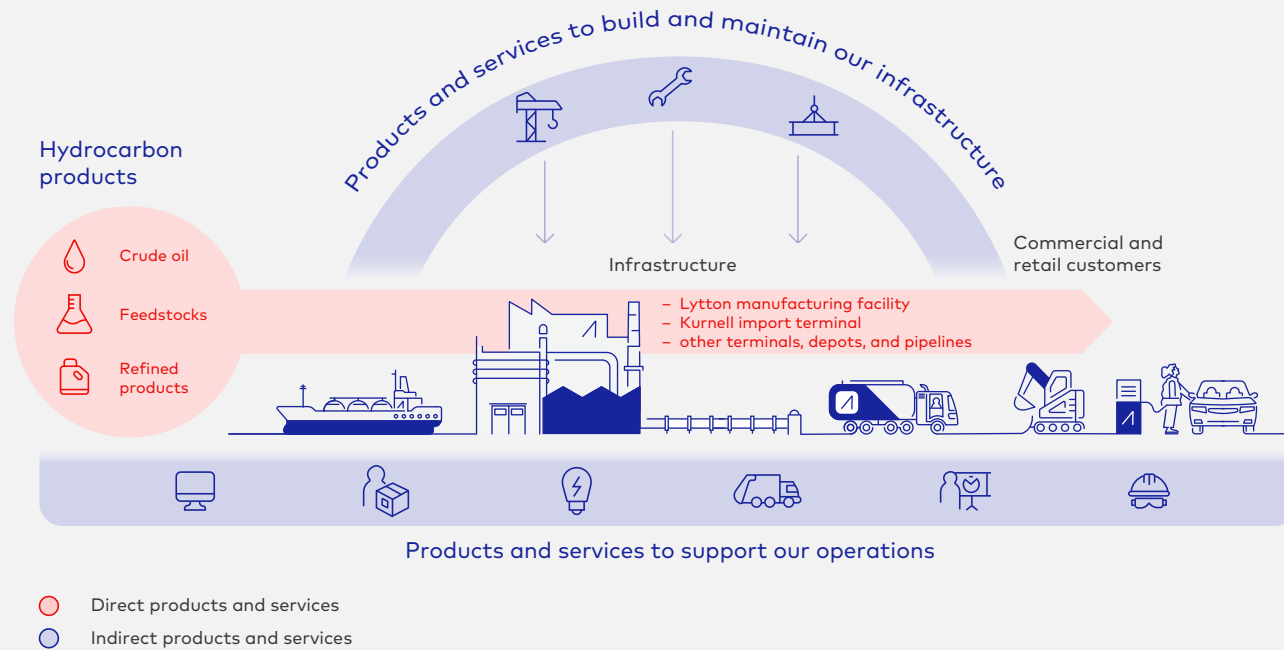 Products and services to build and maintain our infrastructure
Hydrocarbon
products
Crude oil
Feedstocks
Refined
products
Infrastructure
– Lytton manufacturing facility
– Kurnell import terminal
– other terminals, depots, and pipelines
Commercial and
retail customers
Products and services to support our operations
Direct products and services
Indirect products and services